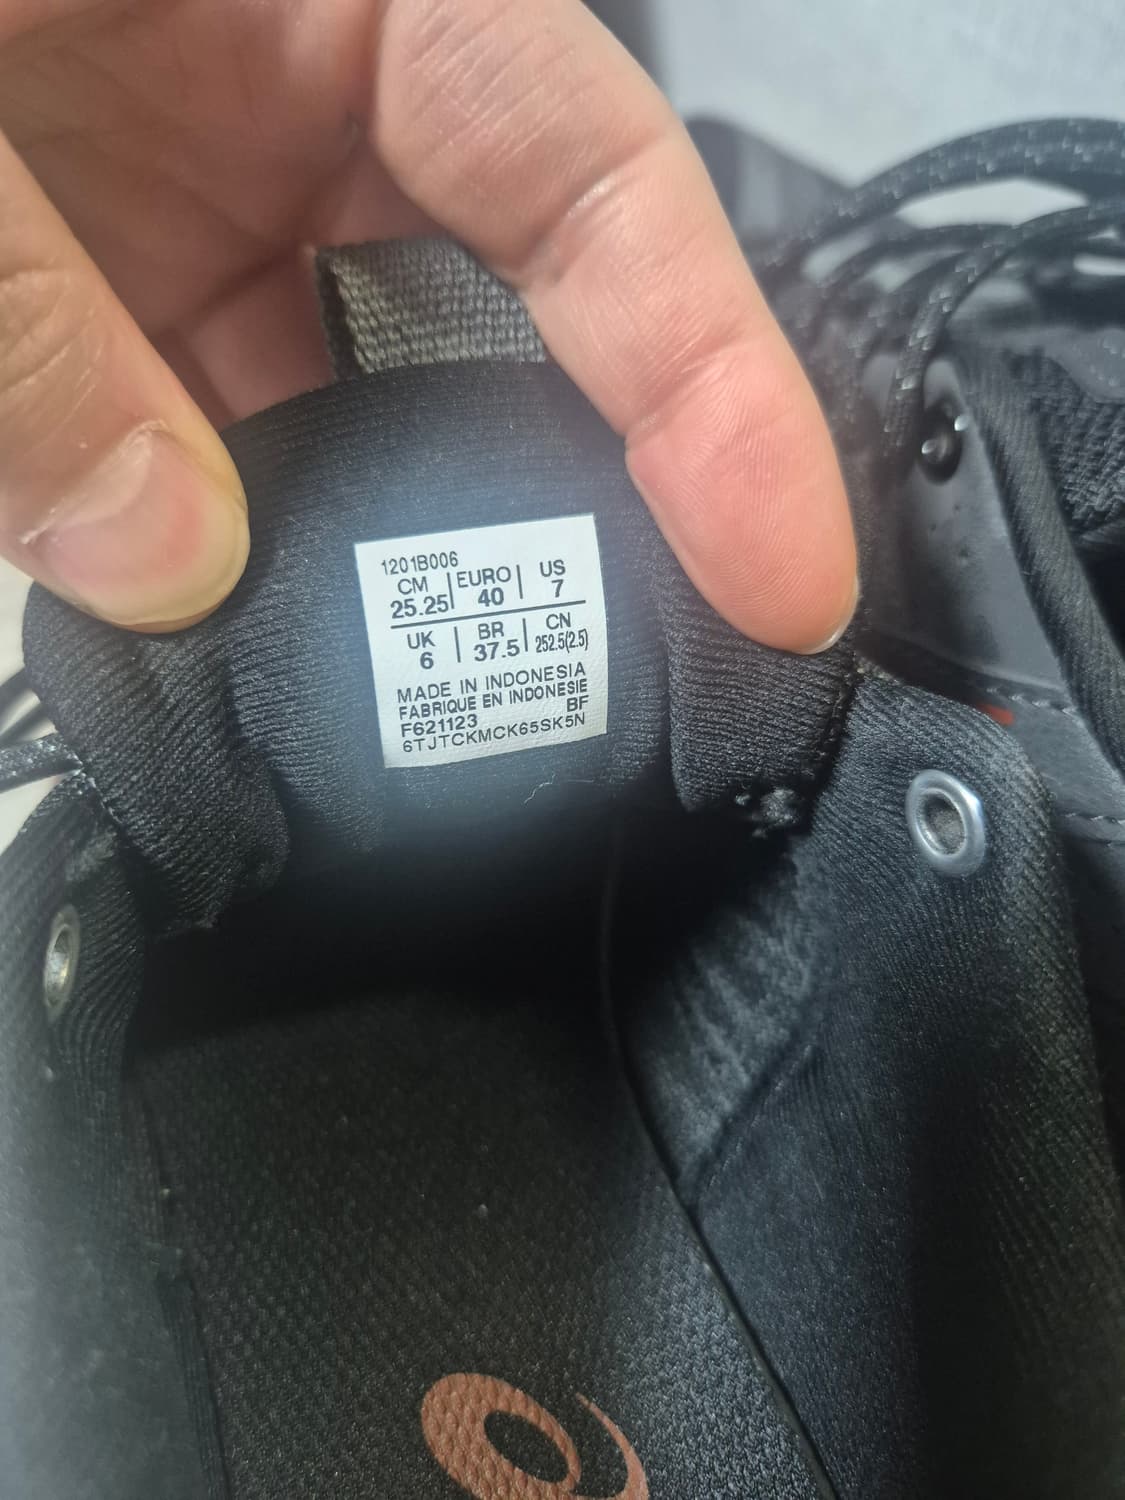 1201B006
CM EURO US
25.25 40 7
UK BR CN
6 37.5 252.5(2.5)
MADE IN INDONESIA
FABRIQUE EN INDONESIE
F621123 BF
6TJTCKMCK65SK5N